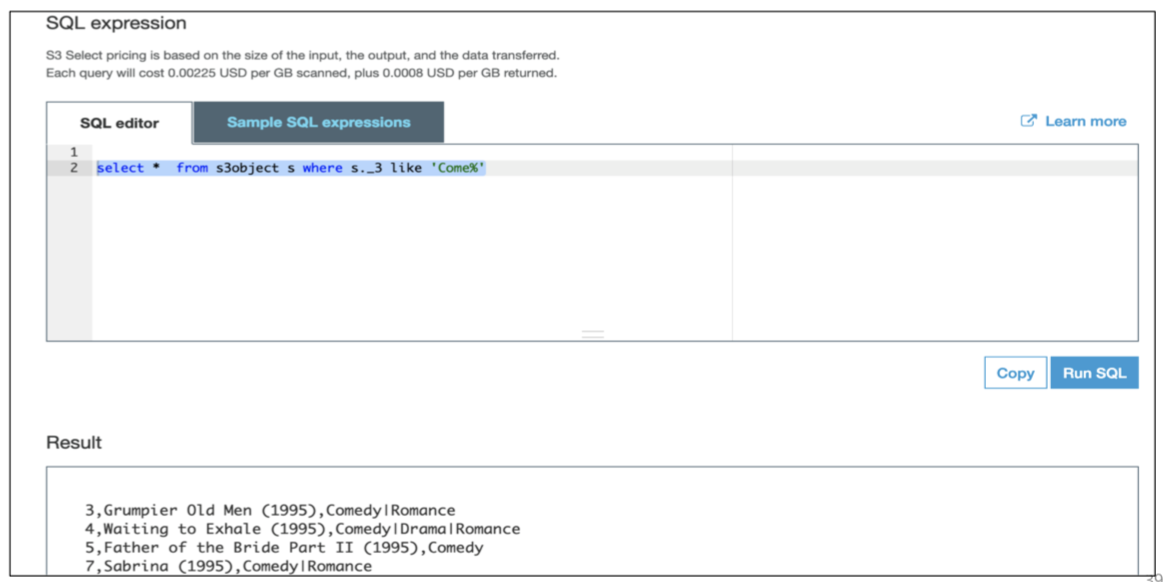 SQL expression
S3 Select pricing is based on the size of the input, the output, and the data transferred.
Each query will cost 0.00225 USD per GB scanned, plus 0.0008 USD per GB returned.
SQL editor
Sample SQL expressions
Learn more
1
2 select *  from s3object s where s._3 like 'Come%'
Copy
Run SQL
Result
3,Grumpier Old Men (1995),Comedy|Romance
4,Waiting to Exhale (1995),Comedy|Drama|Romance
5,Father of the Bride Part II (1995),Comedy
7,Sabrina (1995),Comedy|Romance